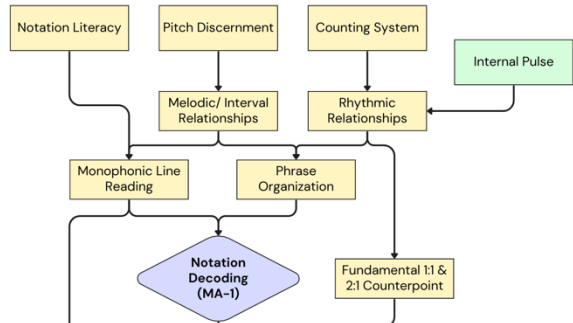 Notation Literacy
Pitch Discernment
Counting System
Internal Pulse
Melodic/ Interval
Relationships
Rhythmic
Relationships
Monophonic Line
Reading
Phrase
Organization
Notation
Decoding
(MA-1)
Fundamental 1:1 &
2:1 Counterpoint